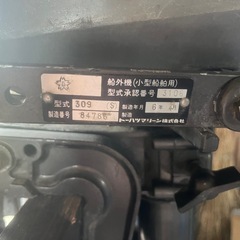 船外機(小型船舶用)
型式承認番号
型式 309 (S) 製造年月 6
製造番号 84786 製造
トーハツマリン株式会社